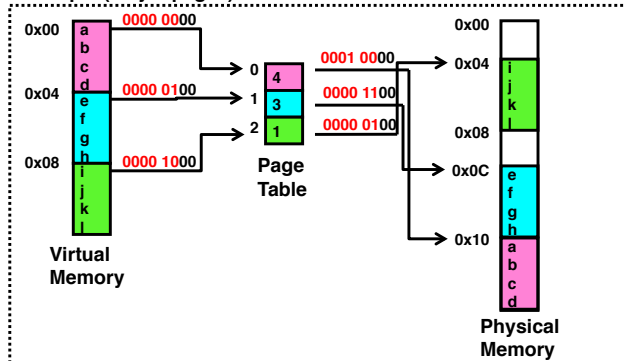 0x00
a
b
c
d
0x04
e
f
g
h
0x08
i
j
k
l
Virtual
Memory
0000 0000
0000 0100
0000 1000
0 4
1 3
2 1
Page
Table
0001 0000
0000 1100
0000 0100
0x00
0x04
i
j
k
l
0x08
0x0C
e
f
g
h
0x10
a
b
c
d
Physical
Memory